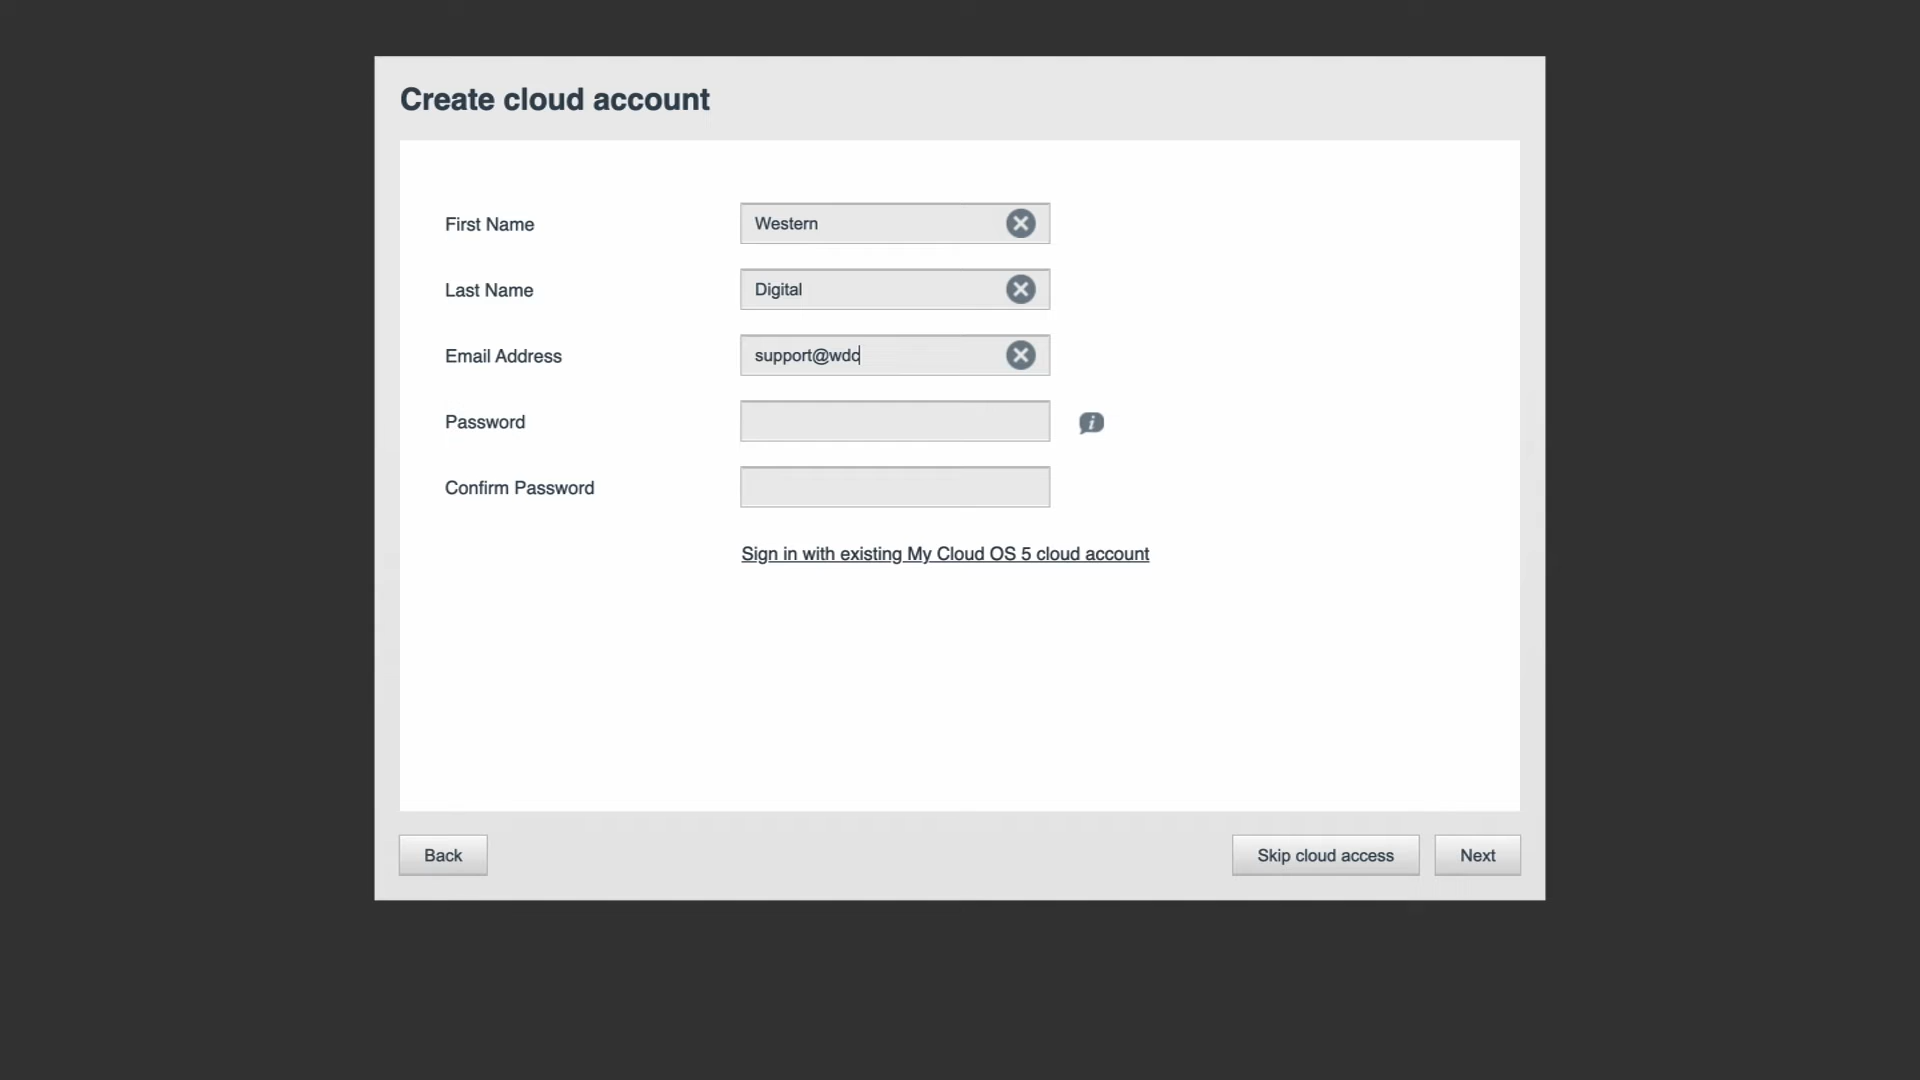 Create cloud account
First Name
Western
Last Name
Digital
Email Address
support@wdc
Password
Confirm Password
Sign in with existing My Cloud OS 5 cloud account
Back
Skip cloud access
Next